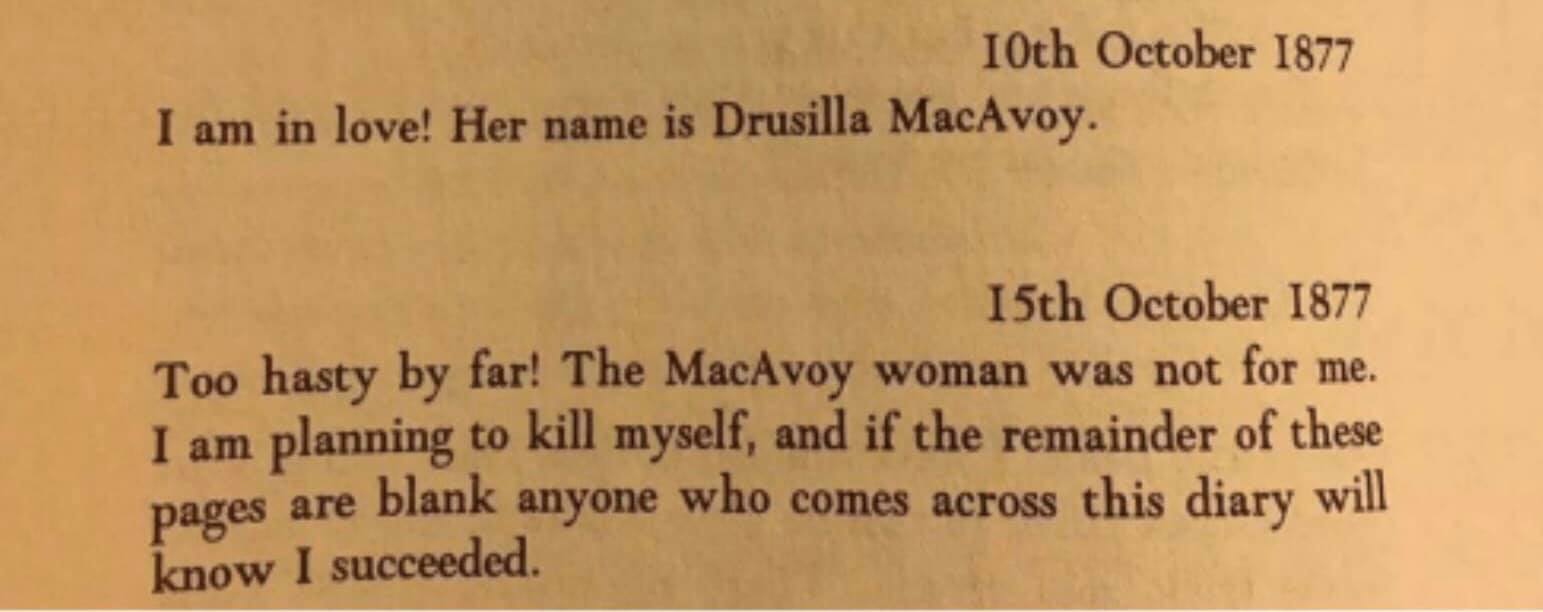 10th October 1877
I am in love! Her name is Drusilla MacAvoy.
15th October 1877
Too hasty by far! The MacAvoy woman was not for me.
I am planning to kill myself, and if the remainder of these
pages are blank anyone who comes across this diary will
know I succeeded.